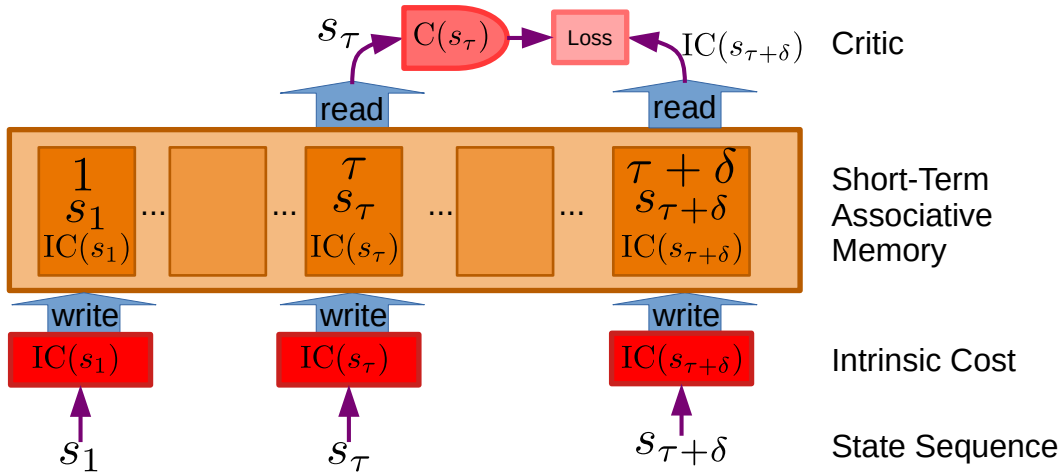 s_τ C(s_τ) Loss IC(s_{τ+δ}) Critic
read read
1 τ τ + δ Short-Term
s_1 ... ... s_τ ... ... s_{τ+δ} Associative
IC(s_1) IC(s_τ) IC(s_{τ+δ}) Memory
write write write
IC(s_1) IC(s_τ) IC(s_{τ+δ}) Intrinsic Cost
s_1 s_τ s_{τ+δ} State Sequence